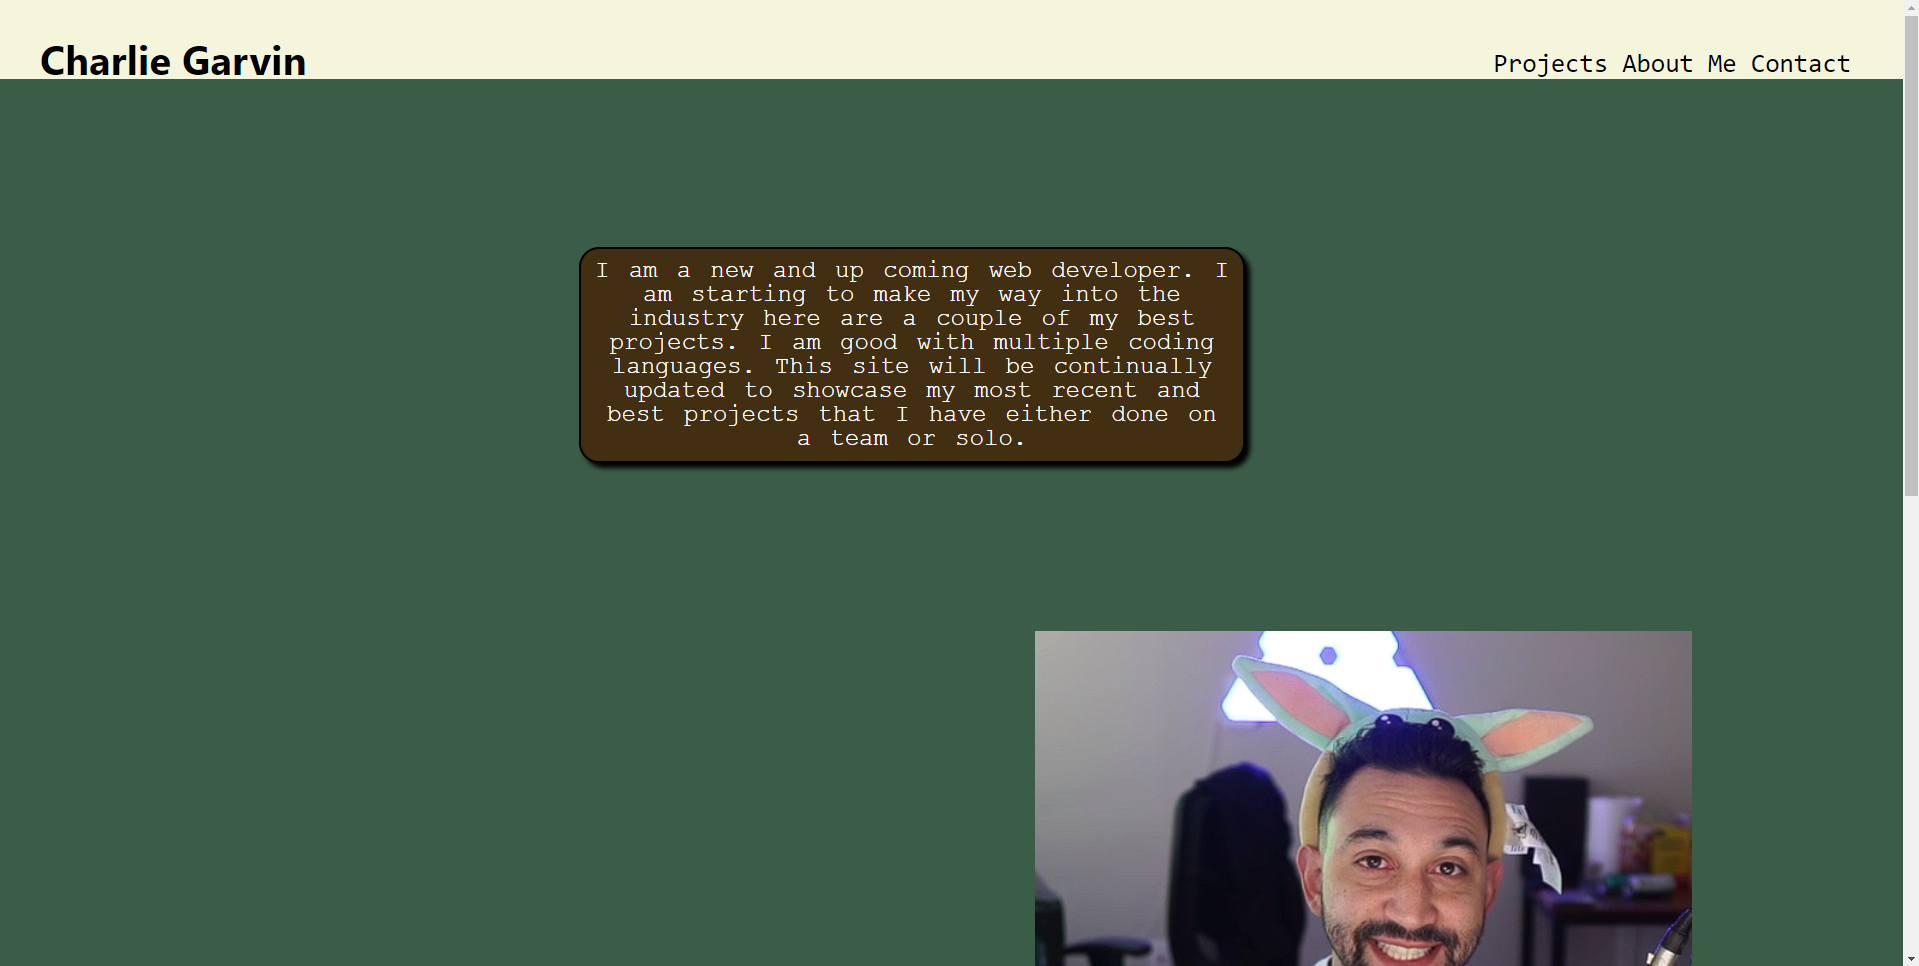 Charlie Garvin
Projects About Me Contact
I am a new and up coming web developer. I
am starting to make my way into the
industry here are a couple of my best
projects. I am good with multiple coding
languages. This site will be continually
updated to showcase my most recent and
best projects that I have either done on
a team or solo.